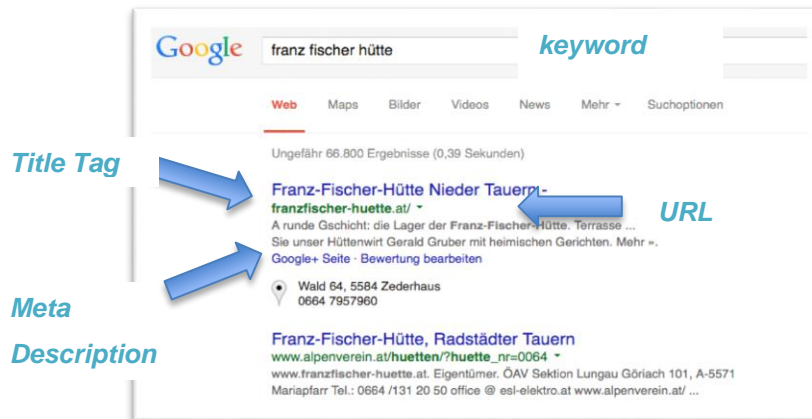 Google
franz fischer hütte
keyword
Web Maps Bilder Videos News Mehr Suchoptionen
Ungefähr 66.800 Ergebnisse (0,39 Sekunden)
Title Tag
Franz-Fischer-Hütte Nieder Tauern -
franzfischer-huette.at/
URL
A runde Gschicht: die Lager der Franz-Fischer-Hütte. Terrasse ...
Sie unser Hüttenwirt Gerald Gruber mit heimischen Gerichten. Mehr ».
Google+ Seite · Bewertung bearbeiten
Meta
Description
Wald 64, 5584 Zederhaus
0664 7957960
Franz-Fischer-Hütte, Radstädter Tauern
www.alpenverein.at/huetten/?huette_nr=0064
www.franzfischer-huette.at. Eigentümer. ÖAV Sektion Lungau Göriach 101, A-5571
Mariapfarr Tel.: 0664 /131 20 50 office @ esl-elektro.at www.alpenverein.at/ ...